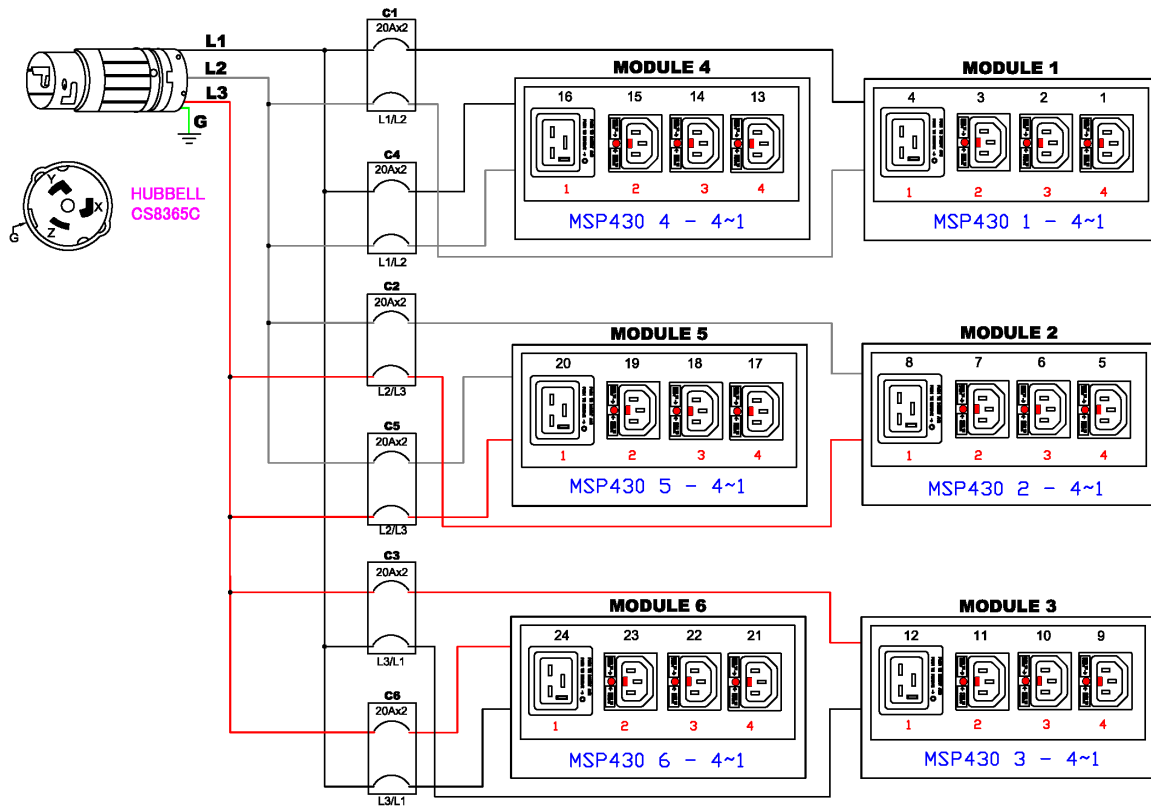 L1
L2
L3
G
HUBBELL
CS8365C
Y
X
Z
G
C1
20Ax2
L1/L2
C4
20Ax2
L1/L2
C2
20Ax2
L2/L3
C5
20Ax2
L2/L3
C3
20Ax2
L3/L1
C6
20Ax2
L3/L1
MODULE 4
16 15 14 13
1 2 3 4
MSP430 4 - 4~1
MODULE 1
4 3 2 1
1 2 3 4
MSP430 1 - 4~1
MODULE 5
20 19 18 17
1 2 3 4
MSP430 5 - 4~1
MODULE 2
8 7 6 5
1 2 3 4
MSP430 2 - 4~1
MODULE 6
24 23 22 21
1 2 3 4
MSP430 6 - 4~1
MODULE 3
12 11 10 9
1 2 3 4
MSP430 3 - 4~1